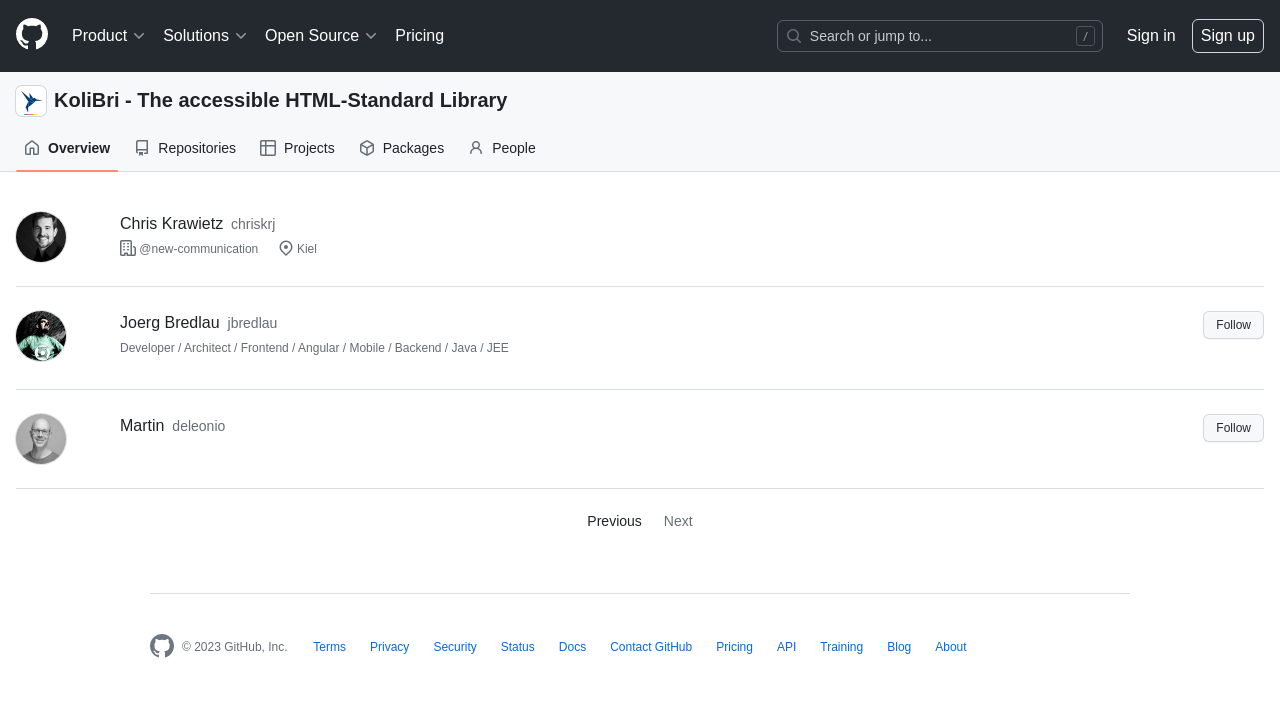 Product Solutions Open Source Pricing Search or jump to... / Sign in Sign up
KoliBri - The accessible HTML-Standard Library
Overview Repositories Projects Packages People
Chris Krawietz chriskrj
@new-communication Kiel
Joerg Bredlau jbredlau Follow
Developer / Architect / Frontend / Angular / Mobile / Backend / Java / JEE
Martin deleonio Follow
Previous Next
© 2023 GitHub, Inc. Terms Privacy Security Status Docs Contact GitHub Pricing API Training Blog About